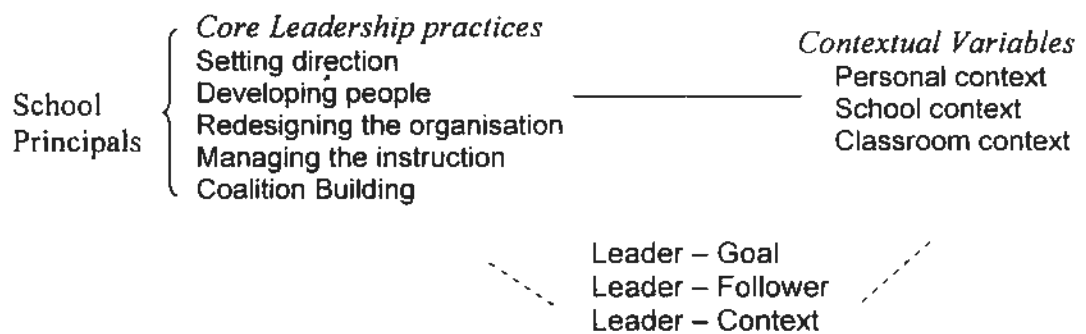 School
Principals
Core Leadership practices
Setting direction
Developing people
Redesigning the organisation
Managing the instruction
Coalition Building
Contextual Variables
Personal context
School context
Classroom context
Leader – Goal
Leader – Follower
Leader – Context